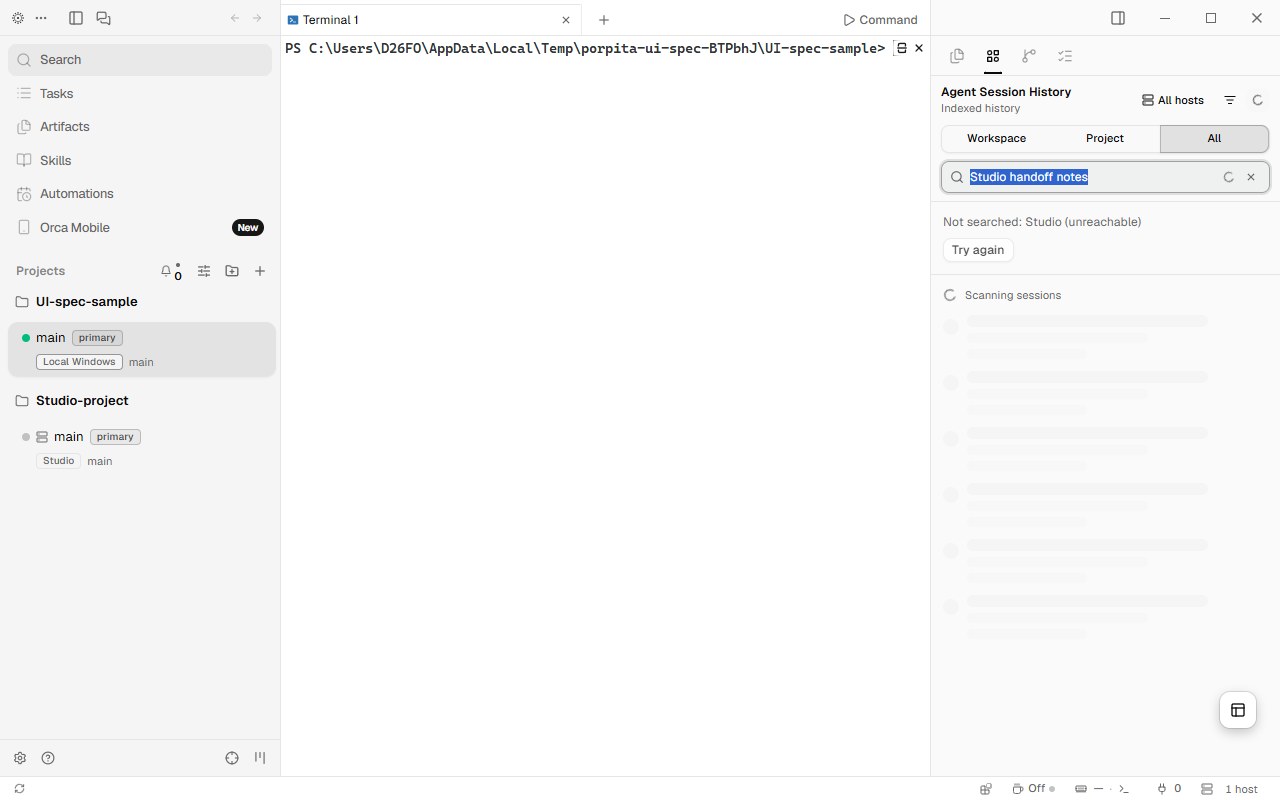 Terminal 1
Command
PS C:\Users\D26FO\AppData\Local\Temp\porpita-ui-spec-BTPbhJ\UI-spec-sample>
Search
Tasks
Artifacts
Skills
Automations
Orca Mobile
New
Projects
0
UI-spec-sample
main
primary
Local Windows
main
Studio-project
main
primary
Studio
main
Agent Session History
Indexed history
All hosts
Workspace
Project
All
Studio handoff notes
Not searched: Studio (unreachable)
Try again
Scanning sessions
Off
0
1 host